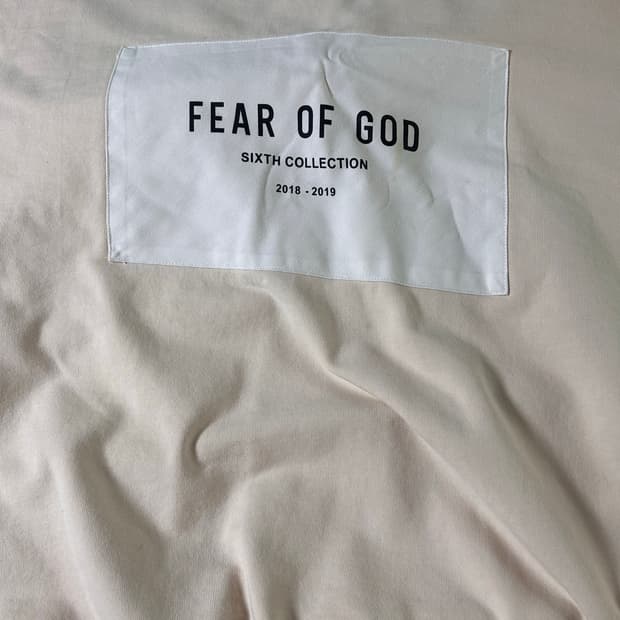 FEAR OF GOD
SIXTH COLLECTION
2018 - 2019